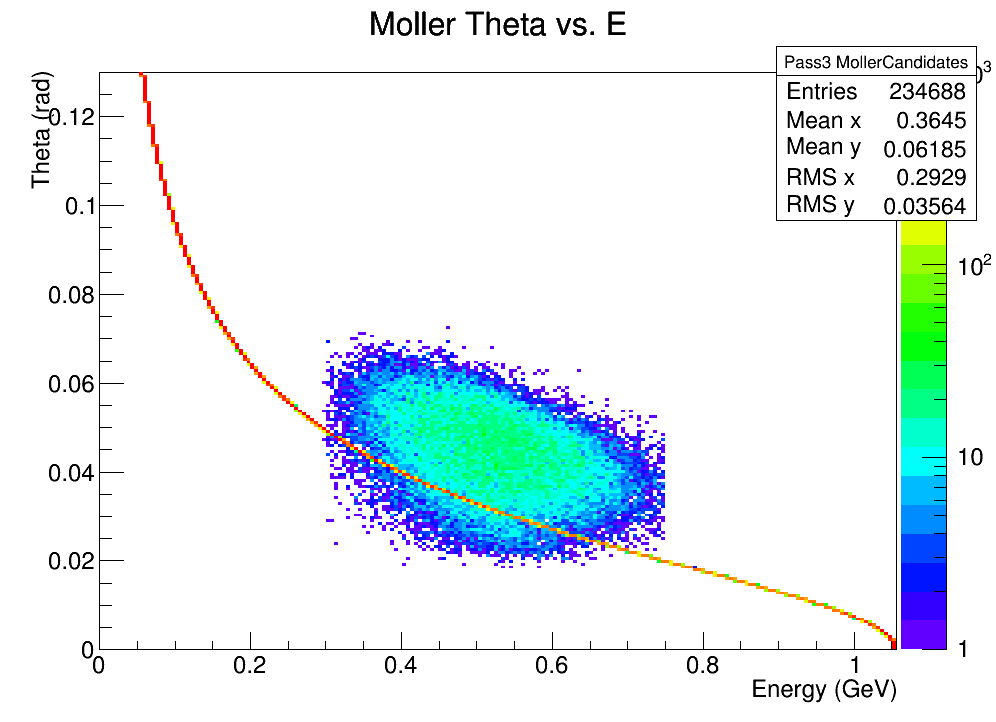 Moller Theta vs. E
Pass3 MollerCandidates
Entries 234688
Mean x 0.3645
Mean y 0.06185
RMS x 0.2929
RMS y 0.03564
Theta (rad)
0.12
0.1
0.08
0.06
0.04
0.02
0
0 0.2 0.4 0.6 0.8 1
Energy (GeV)
10²
10
1